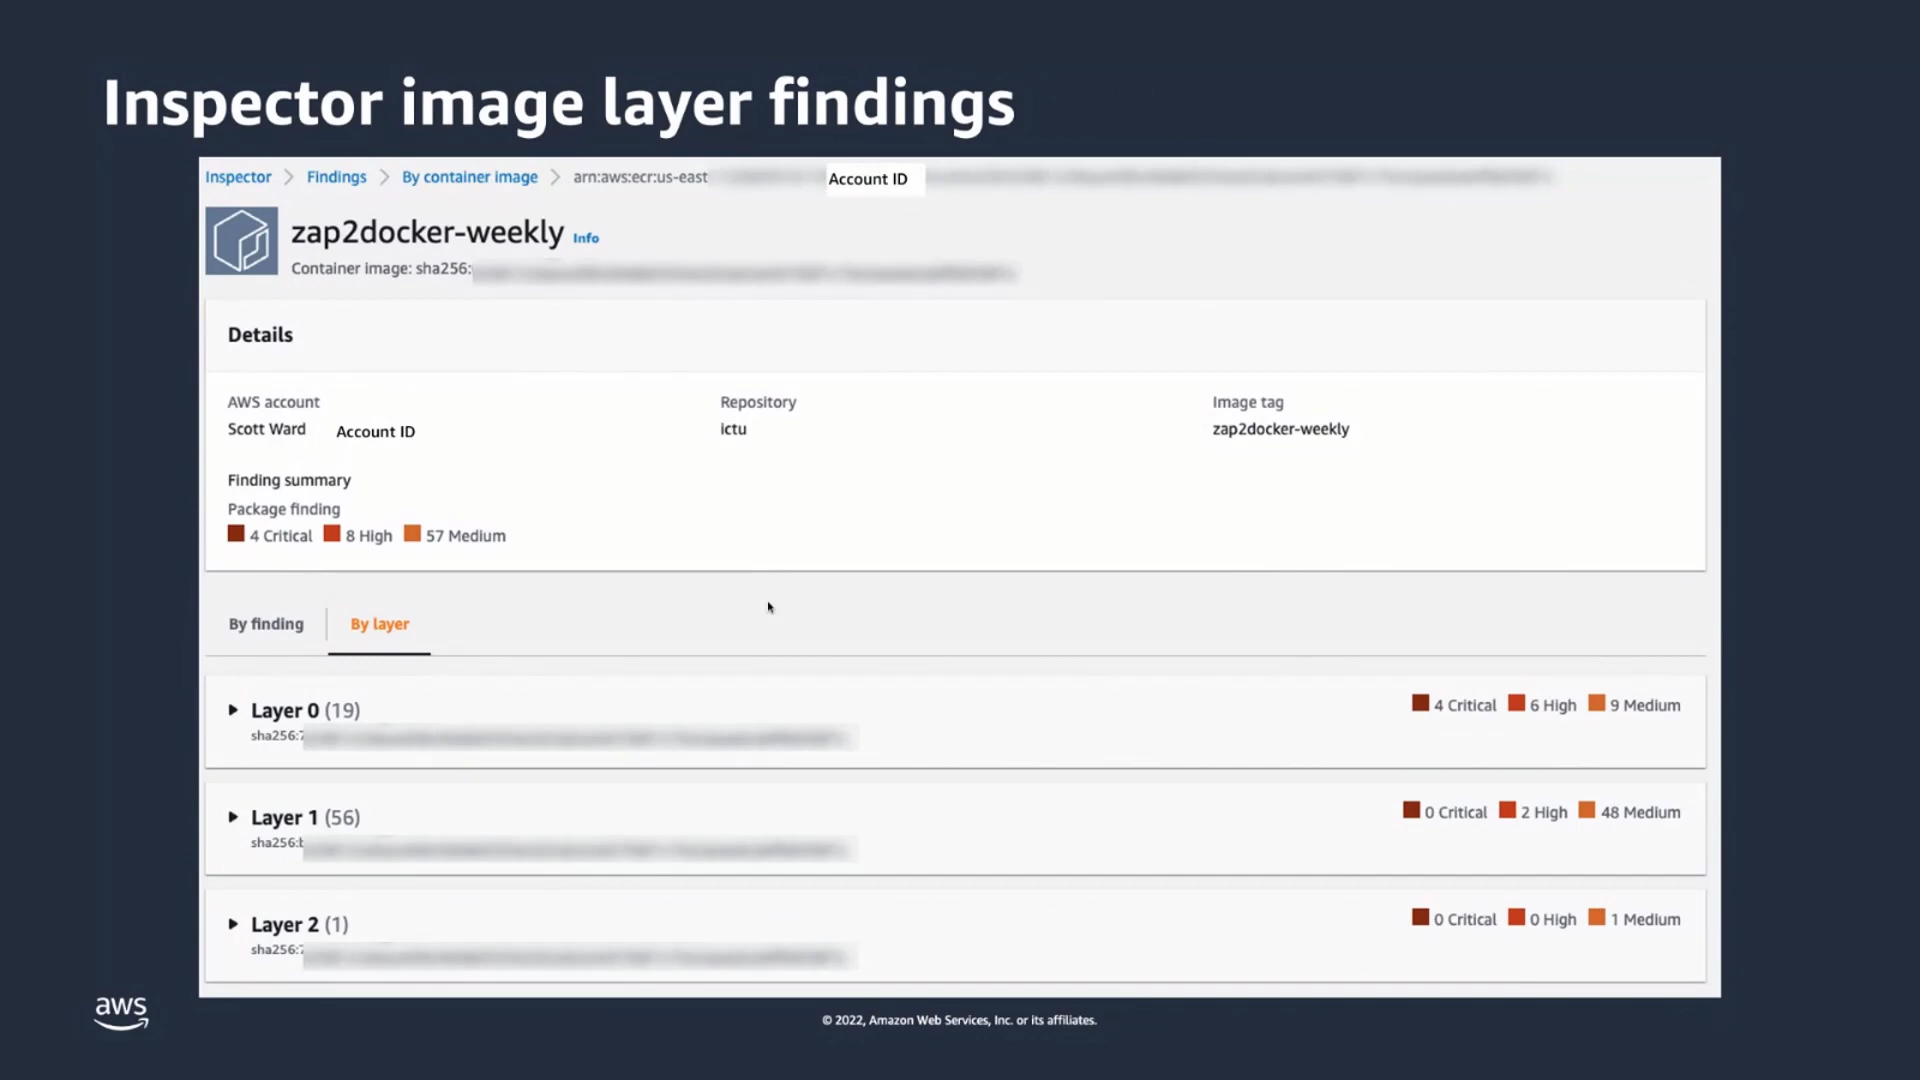 Inspector image layer findings
Inspector > Findings > By container image > arn:aws:ecr:us-east Account ID
zap2docker-weekly Info
Container image: sha256:
Details
AWS account Repository Image tag
Scott Ward Account ID ictu zap2docker-weekly
Finding summary
Package finding
4 Critical 8 High 57 Medium
By finding By layer
Layer 0 (19) 4 Critical 6 High 9 Medium
sha256:7
Layer 1 (56) 0 Critical 2 High 48 Medium
sha256:b
Layer 2 (1) 0 Critical 0 High 1 Medium
sha256:7
aws
© 2022, Amazon Web Services, Inc. or its affiliates.